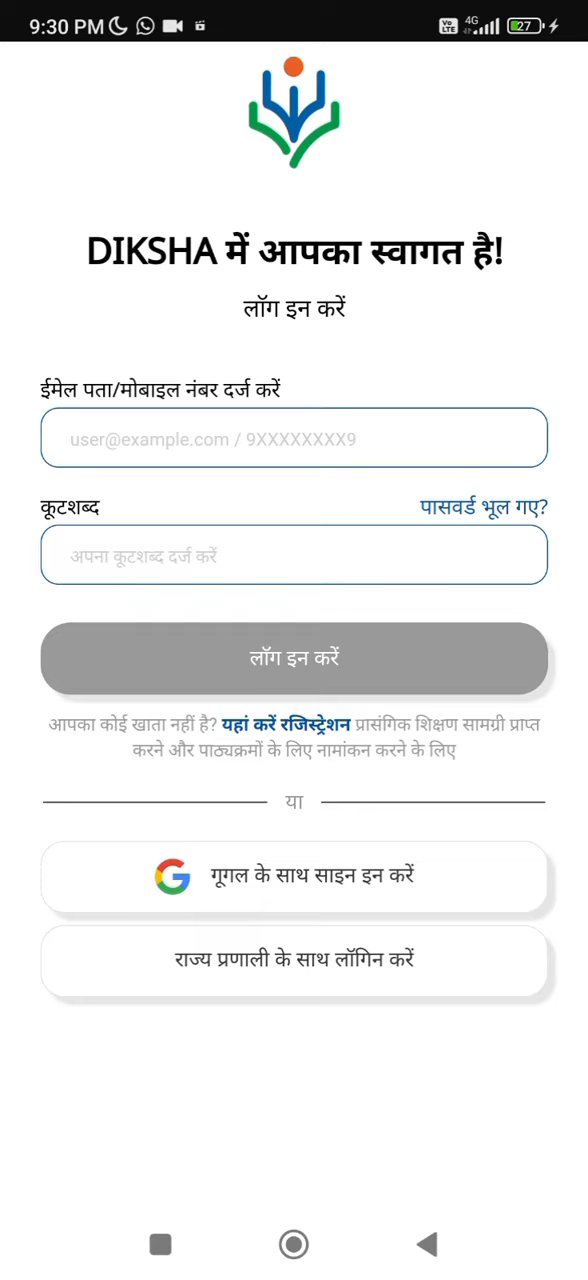 9:30 PM
Vo LTE 4G 27
DIKSHA में आपका स्वागत है!
लॉग इन करें
ईमेल पता/मोबाइल नंबर दर्ज करें
user@example.com / 9XXXXXXXX9
कूटशब्द पासवर्ड भूल गए?
अपना कूटशब्द दर्ज करें
लॉग इन करें
आपका कोई खाता नहीं है? यहां करें रजिस्ट्रेशन प्रासंगिक शिक्षण सामग्री प्राप्त
करने और पाठ्यक्रमों के लिए नामांकन करने के लिए
या
गूगल के साथ साइन इन करें
राज्य प्रणाली के साथ लॉगिन करें